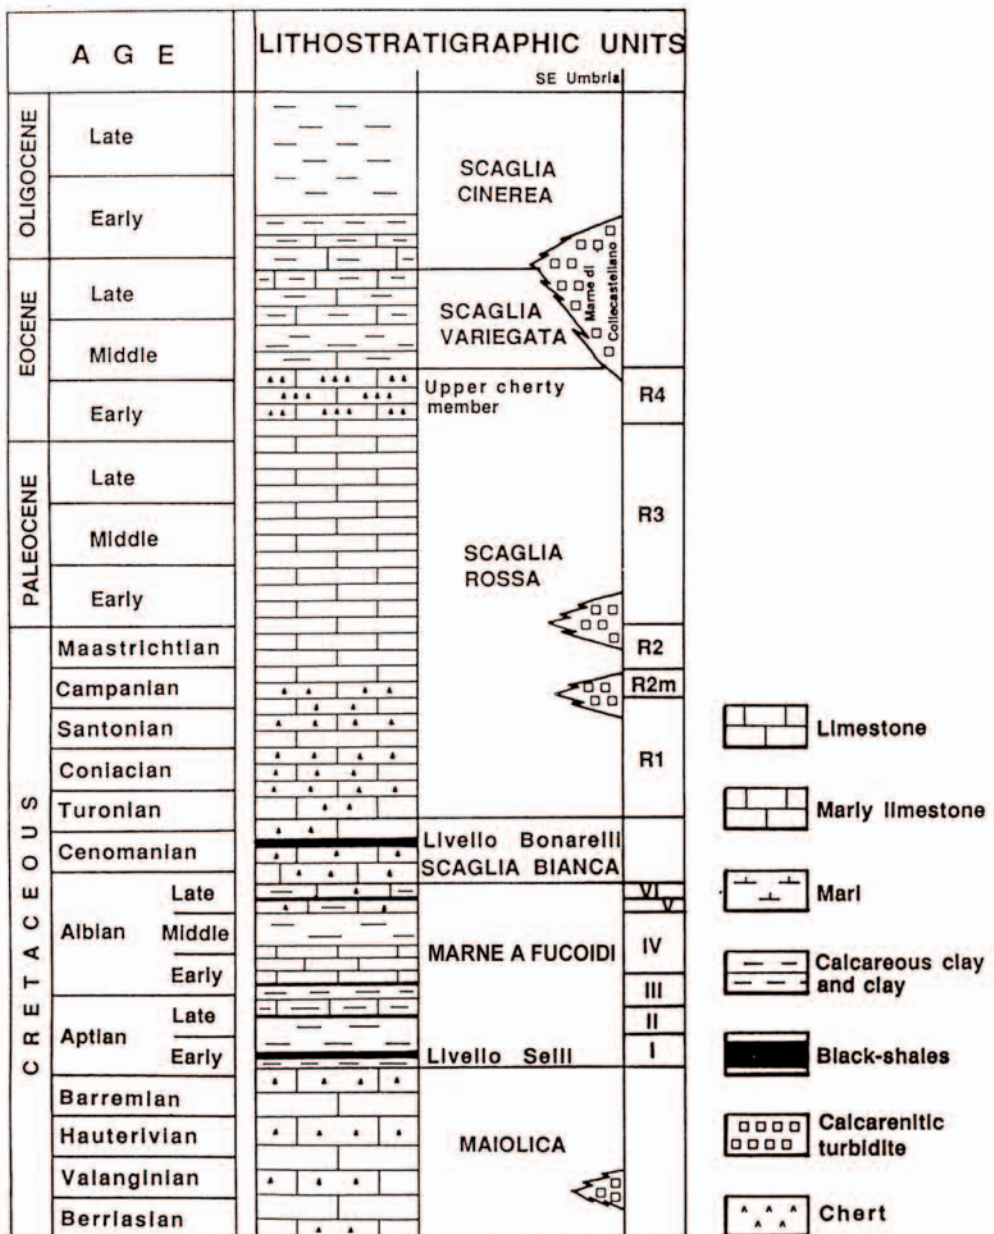 A G E
LITHOSTRATIGRAPHIC UNITS
SE Umbria
OLIGOCENE
Late
Early
EOCENE
Late
Middle
Early
PALEOCENE
Late
Middle
Early
CRETACEOUS
Maastrichtian
Campanian
Santonian
Coniacian
Turonian
Cenomanian
Albian
Late
Middle
Early
Aptian
Late
Early
Barremian
Hauterivian
Valanginian
Berriasian
SCAGLIA
CINEREA
Marne di
Collecastellano
SCAGLIA
VARIEGATA
Upper cherty
member
SCAGLIA
ROSSA
Livello Bonarelli
SCAGLIA BIANCA
MARNE A FUCOIDI
Livello Selli
MAIOLICA
R4
R3
R2
R2m
R1
VI
V
IV
III
II
I
Limestone
Marly limestone
Marl
Calcareous clay
and clay
Black-shales
Calcarenitic
turbidite
Chert